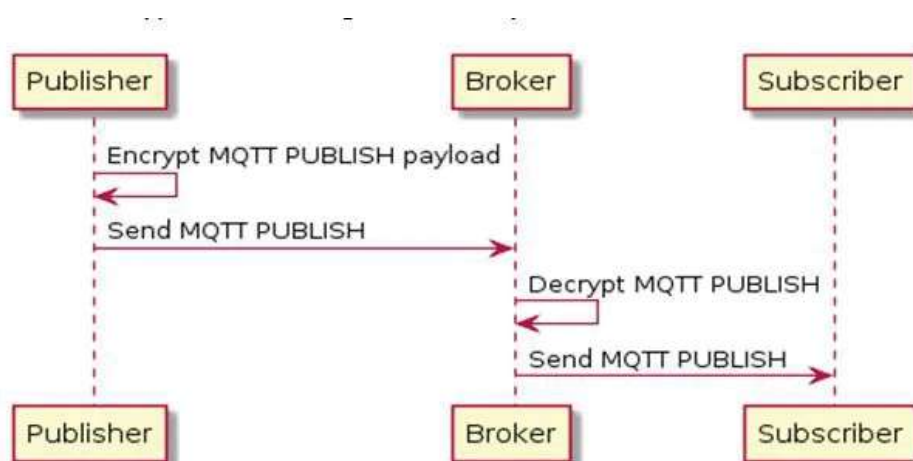 Publisher
Broker
Subscriber
Encrypt MQTT PUBLISH payload
Send MQTT PUBLISH
Decrypt MQTT PUBLISH
Send MQTT PUBLISH
Publisher
Broker
Subscriber